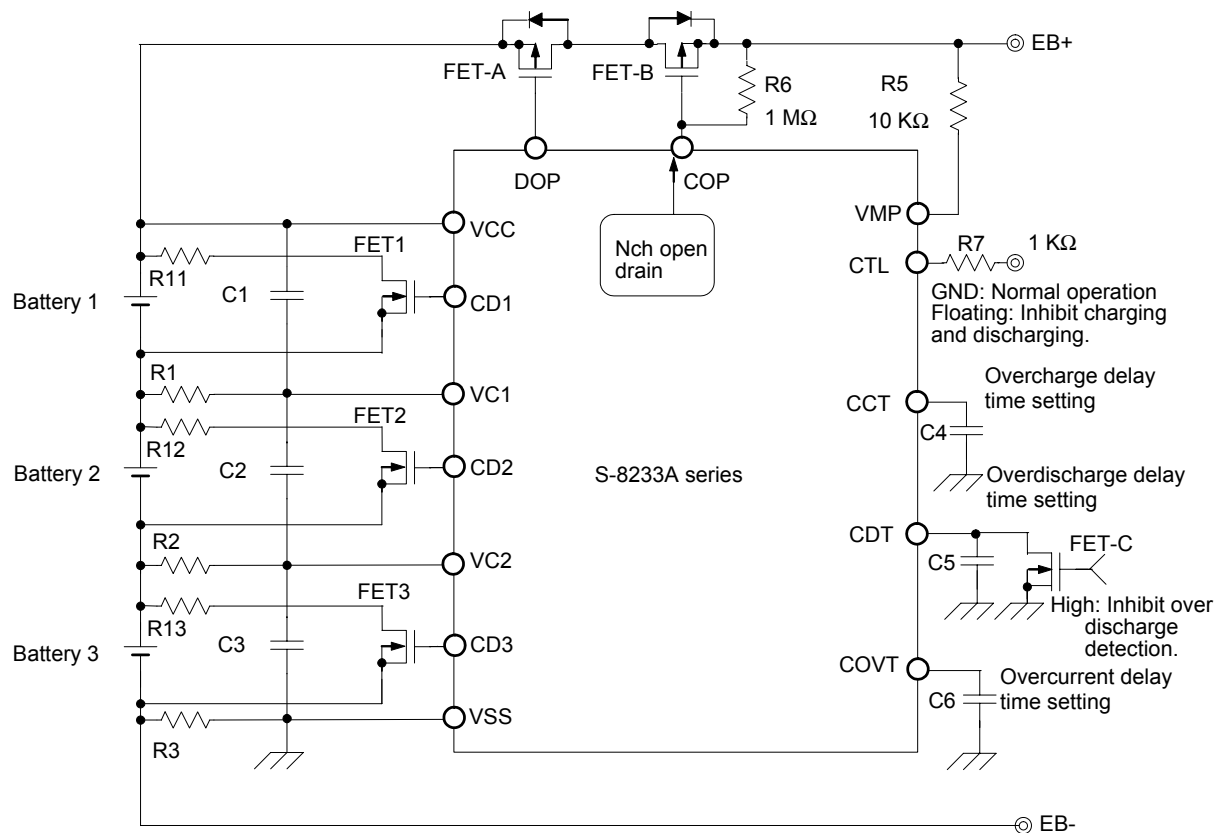 EB+
FET-A
FET-B
R6
1 MΩ
R5
10 KΩ
DOP
COP
VMP
Nch open
drain
VCC
FET1
R11
C1
Battery 1
CD1
R7
1 KΩ
CTL
GND: Normal operation
Floating: Inhibit charging
and discharging.
R1
VC1
FET2
R12
C2
Battery 2
CD2
S-8233A series
Overcharge delay
time setting
CCT
C4
Overdischarge delay
time setting
R2
VC2
FET3
R13
C3
Battery 3
CD3
CDT
C5
FET-C
High: Inhibit over
discharge
detection.
COVT
C6
Overcurrent delay
time setting
VSS
R3
EB-